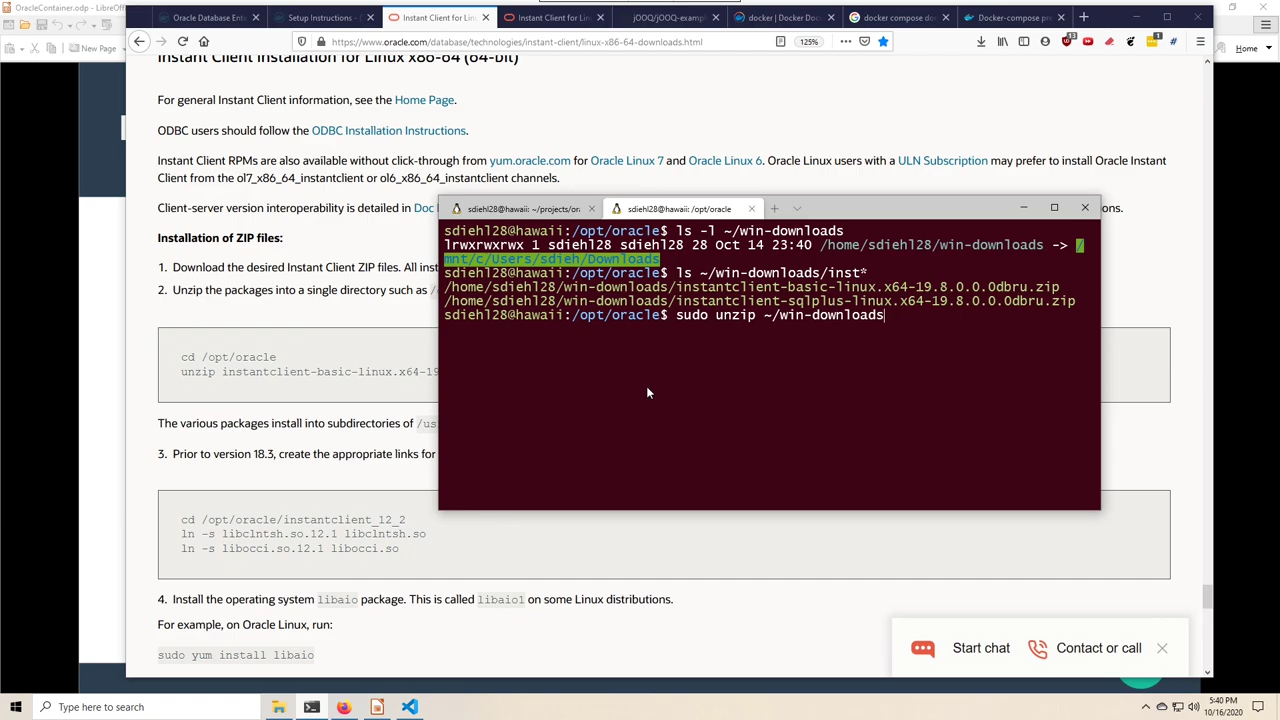 OracleContainer.odp - LibreOff
Oracle Database Ente
Setup Instructions -
Instant Client for Linu
Instant Client for Linu
jOOQ/jOOQ-example
docker | Docker Doc
docker compose dow
Docker-compose pre
https://www.oracle.com/database/technologies/instant-client/linux-x86-64-downloads.html
125%
13
1
New Page
Home
Instant Client Installation for Linux x86-64 (64-bit)
For general Instant Client information, see the Home Page.
ODBC users should follow the ODBC Installation Instructions.
Instant Client RPMs are also available without click-through from yum.oracle.com for Oracle Linux 7 and Oracle Linux 6. Oracle Linux users with a ULN Subscription may prefer to install Oracle Instant
Client from the ol7_x86_64_instantclient or ol6_x86_64_instantclient channels.
Client-server version interoperability is detailed in Doc
ons.
Installation of ZIP files:
1. Download the desired Instant Client ZIP files. All inst
2. Unzip the packages into a single directory such as /
cd /opt/oracle
unzip instantclient-basic-linux.x64-19
The various packages install into subdirectories of /us
3. Prior to version 18.3, create the appropriate links for
cd /opt/oracle/instantclient_12_2
ln -s libclntsh.so.12.1 libclntsh.so
ln -s libocci.so.12.1 libocci.so
4. Install the operating system libaio package. This is called libaio1 on some Linux distributions.
For example, on Oracle Linux, run:
sudo yum install libaio
sdiehl28@hawaii: ~/projects/ora
sdiehl28@hawaii: /opt/oracle
sdiehl28@hawaii:/opt/oracle$ ls -l ~/win-downloads
lrwxrwxrwx 1 sdiehl28 sdiehl28 28 Oct 14 23:40 /home/sdiehl28/win-downloads -> /
mnt/c/Users/sdieh/Downloads
sdiehl28@hawaii:/opt/oracle$ ls ~/win-downloads/inst*
/home/sdiehl28/win-downloads/instantclient-basic-linux.x64-19.8.0.0.0dbru.zip
/home/sdiehl28/win-downloads/instantclient-sqlplus-linux.x64-19.8.0.0.0dbru.zip
sdiehl28@hawaii:/opt/oracle$ sudo unzip ~/win-downloads
Start chat
Contact or call
Type here to search
5:40 PM
10/16/2020